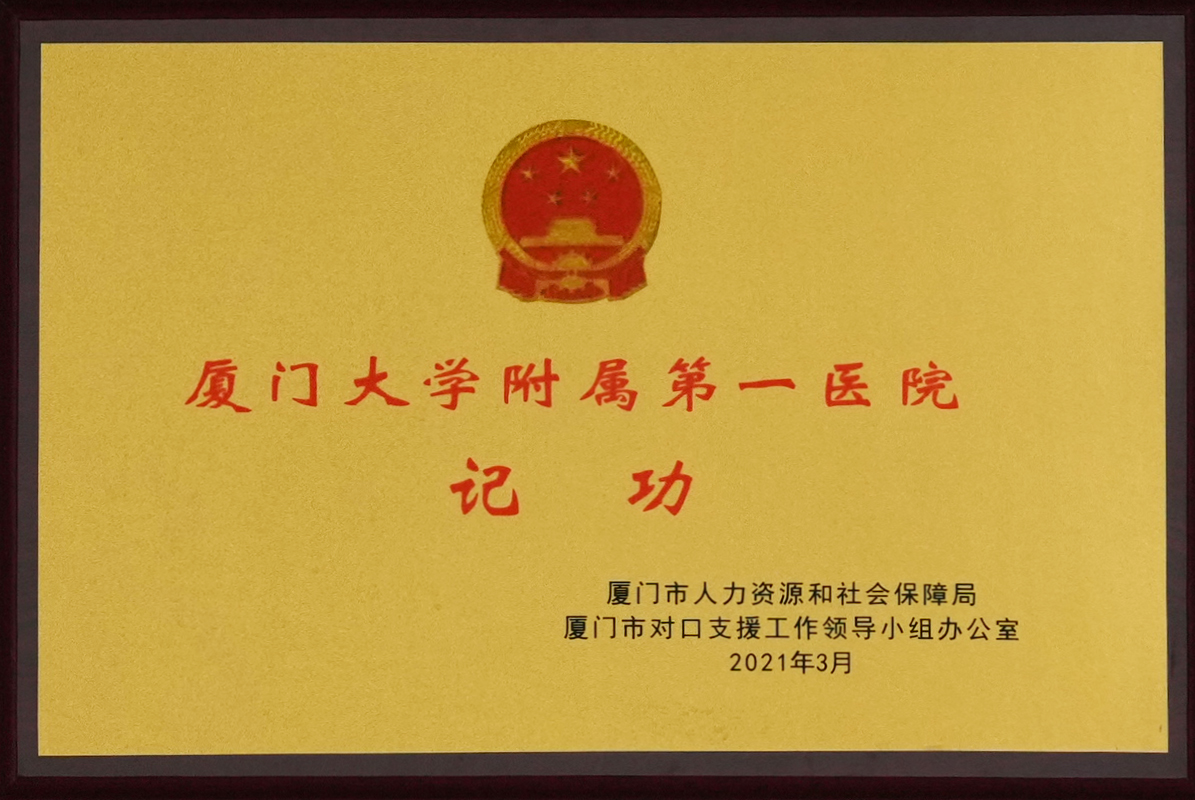 厦门大学附属第一医院
记 功
厦门市人力资源和社会保障局
厦门市对口支援工作领导小组办公室
2021年3月